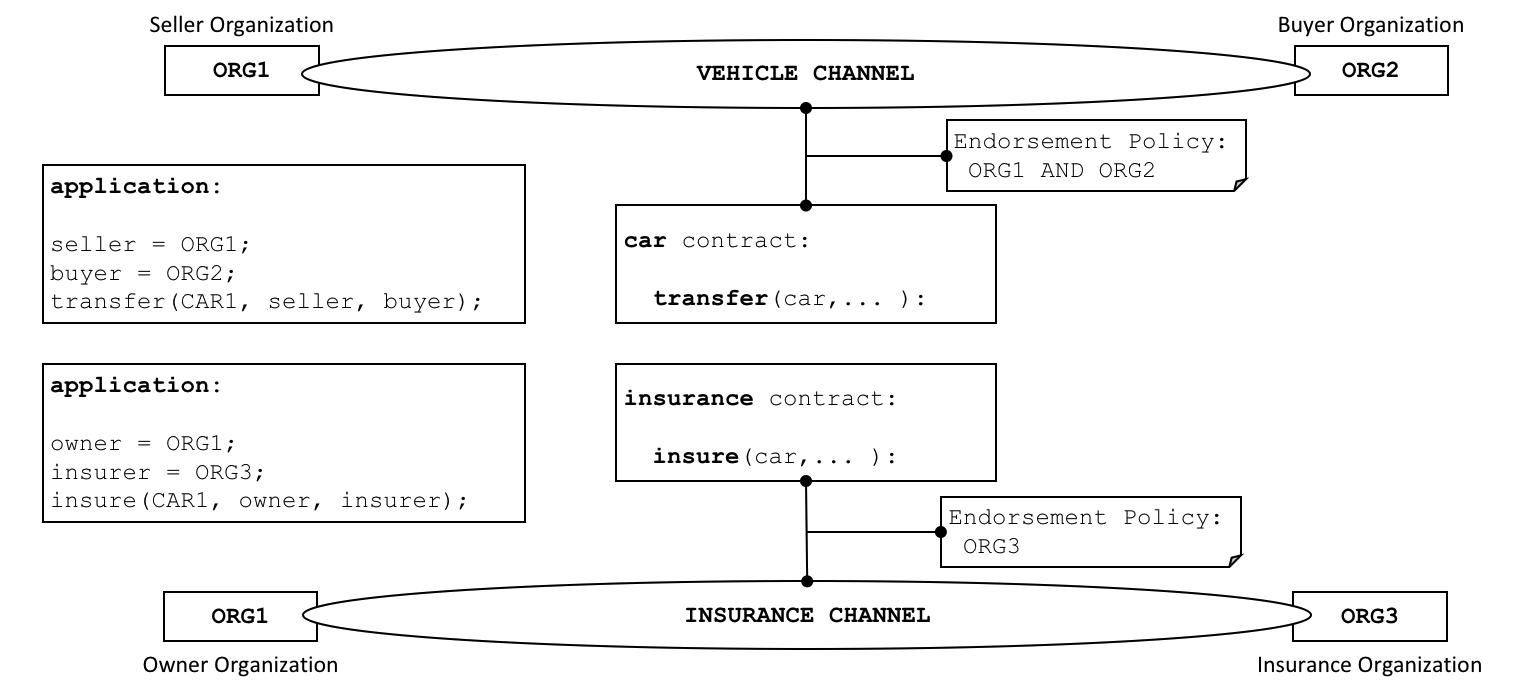 Seller Organization
Buyer Organization
ORG1
VEHICLE CHANNEL
ORG2
Endorsement Policy:
ORG1 AND ORG2
application:
seller = ORG1;
buyer = ORG2;
transfer(CAR1, seller, buyer);
car contract:
transfer(car,... ):
application:
owner = ORG1;
insurer = ORG3;
insure(CAR1, owner, insurer);
insurance contract:
insure(car,... ):
Endorsement Policy:
ORG3
ORG1
INSURANCE CHANNEL
ORG3
Owner Organization
Insurance Organization